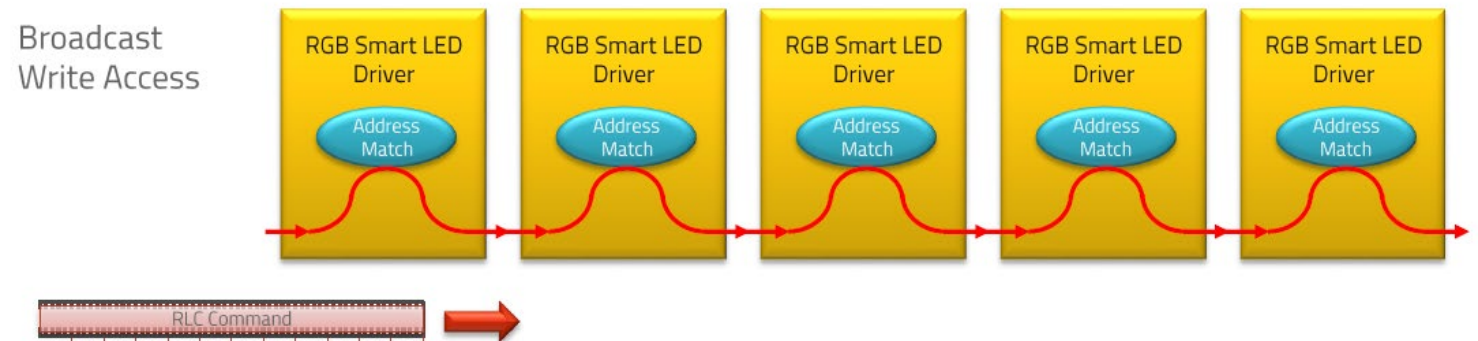 Broadcast
Write Access
RGB Smart LED
Driver
Address
Match
RGB Smart LED
Driver
Address
Match
RGB Smart LED
Driver
Address
Match
RGB Smart LED
Driver
Address
Match
RGB Smart LED
Driver
Address
Match
RLC Command